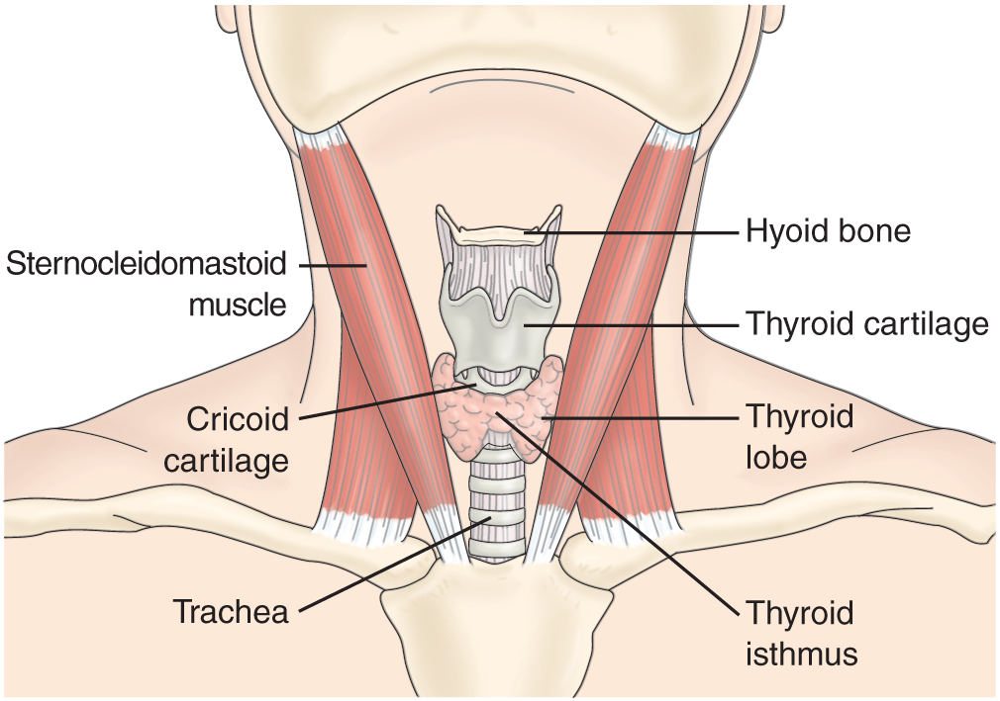 Sternocleidomastoid
muscle
Cricoid
cartilage
Trachea
Hyoid bone
Thyroid cartilage
Thyroid
lobe
Thyroid
isthmus